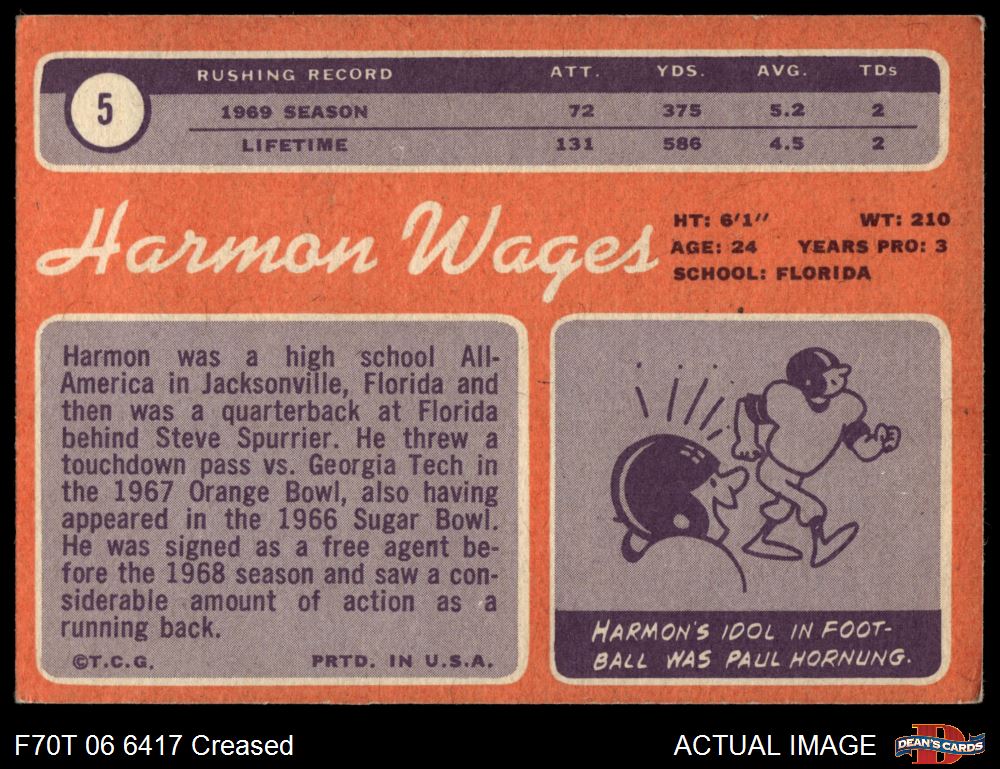 5
RUSHING RECORD ATT. YDS. AVG. TDs
1969 SEASON 72 375 5.2 2
LIFETIME 131 586 4.5 2
Harmon Wages
HT: 6'1" WT: 210
AGE: 24 YEARS PRO: 3
SCHOOL: FLORIDA
Harmon was a high school All-
America in Jacksonville, Florida and
then was a quarterback at Florida
behind Steve Spurrier. He threw a
touchdown pass vs. Georgia Tech in
the 1967 Orange Bowl, also having
appeared in the 1966 Sugar Bowl.
He was signed as a free agent be-
fore the 1968 season and saw a con-
siderable amount of action as a
running back.
©T.C.G. PRTD. IN U.S.A.
HARMON'S IDOL IN FOOT-
BALL WAS PAUL HORNUNG.
F70T 06 6417 Creased
ACTUAL IMAGE
D
DEAN'S CARDS